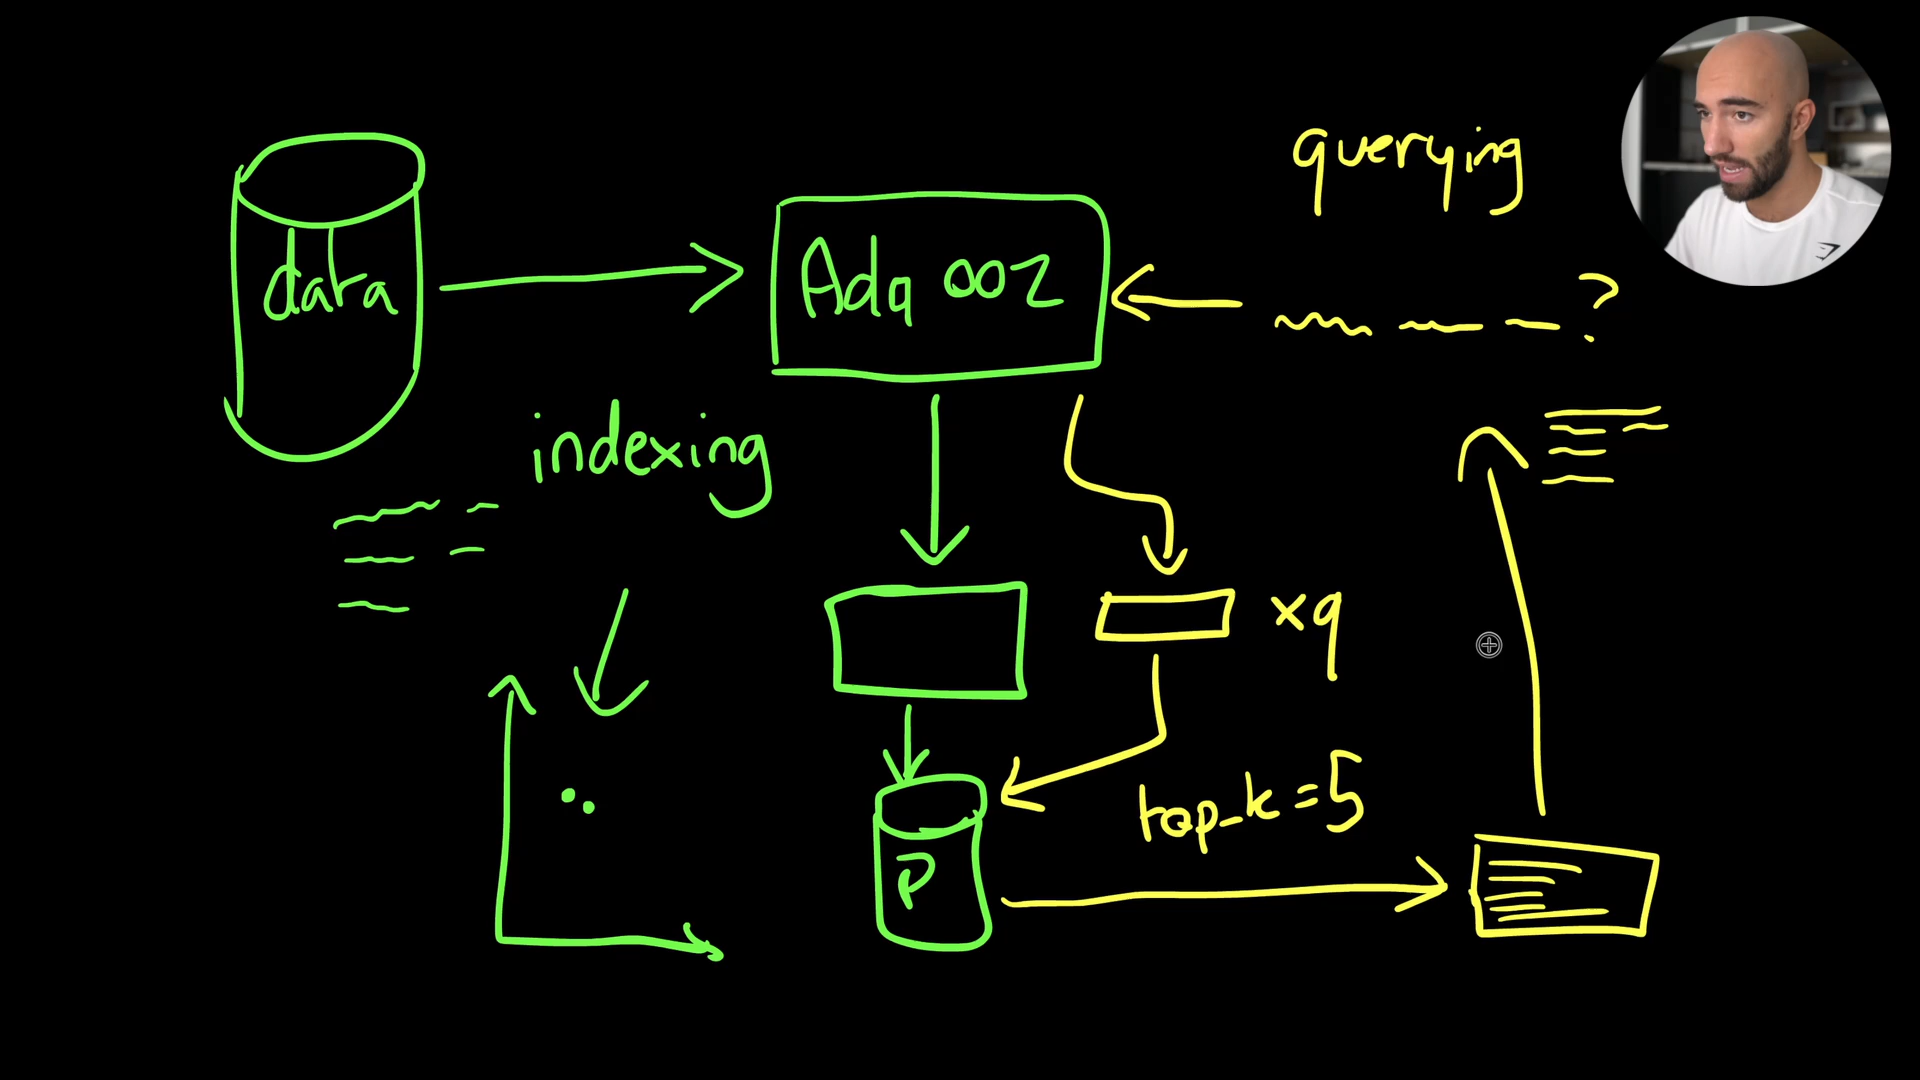 querying
data
Ada 002
?
indexing
xq
top_k = 5
P